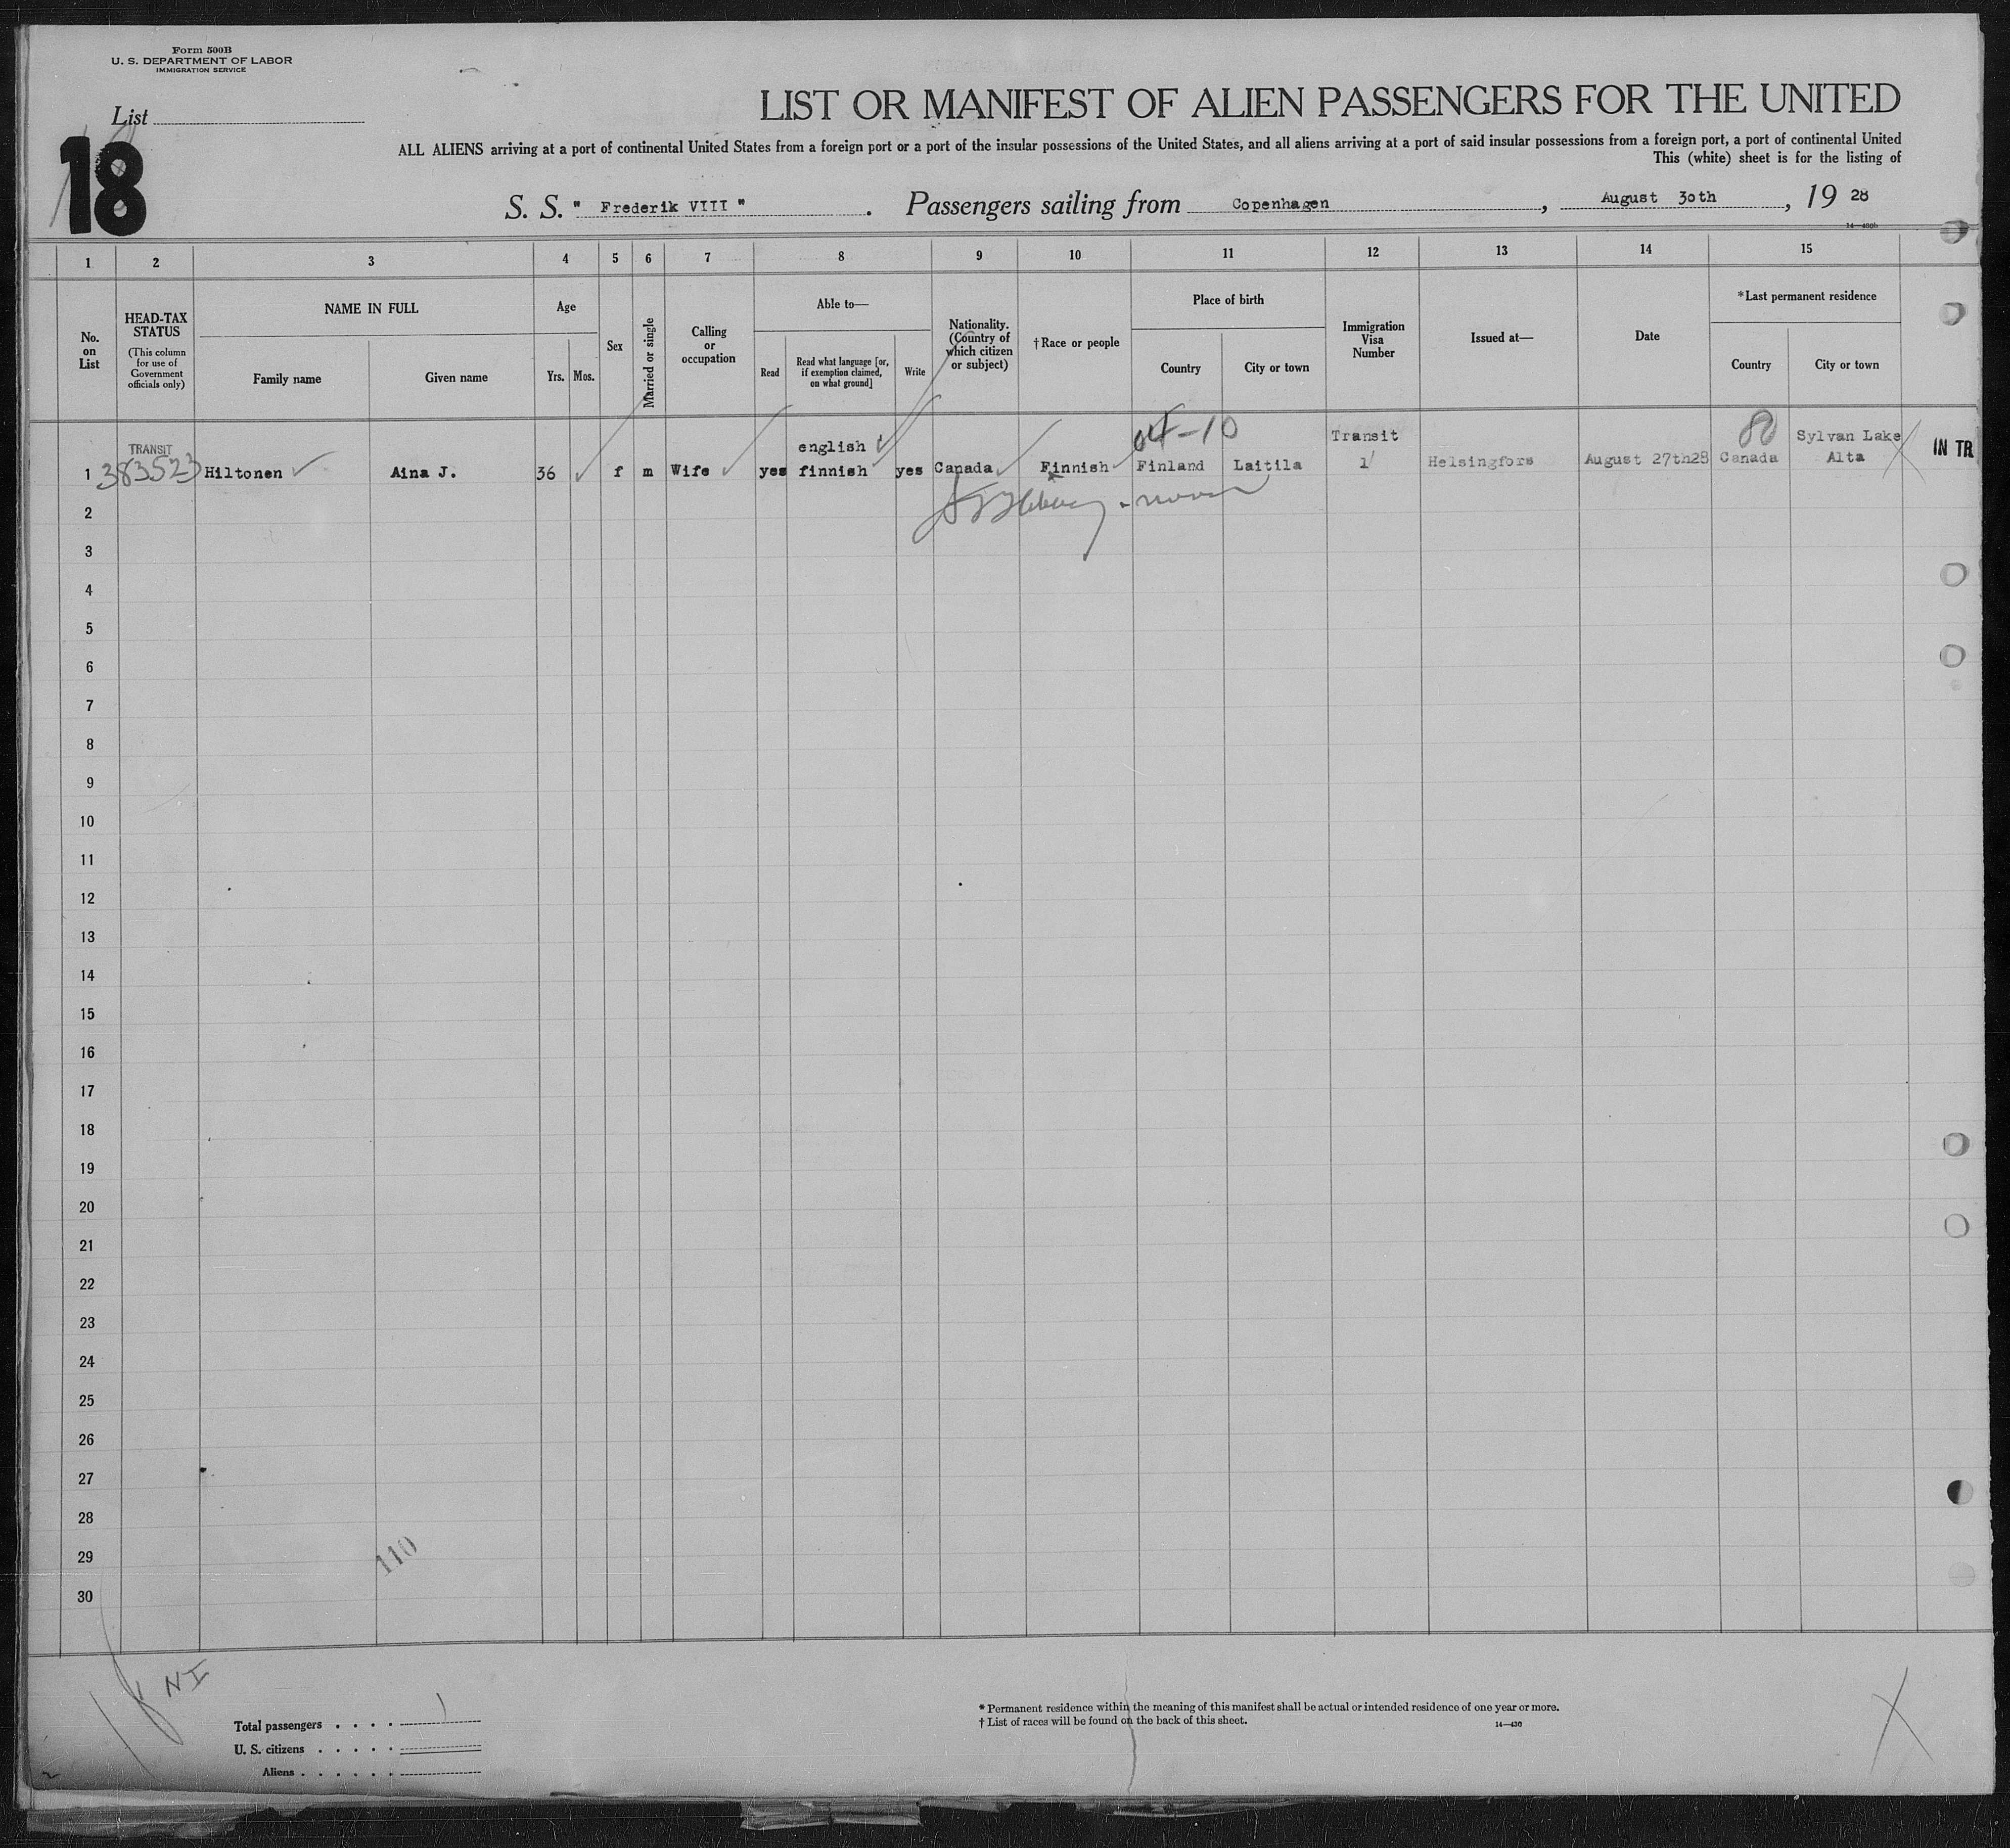 Form 500B
U. S. DEPARTMENT OF LABOR
IMMIGRATION SERVICE
List
18
LIST OR MANIFEST OF ALIEN PASSENGERS FOR THE UNITED
ALL ALIENS arriving at a port of continental United States from a foreign port or a port of the insular possessions of the United States, and all aliens arriving at a port of said insular possessions from a foreign port, a port of continental United
This (white) sheet is for the listing of
S. S. " Frederik VIII ". Passengers sailing from Copenhagen, August 30th, 19 28
14—430b
1 2 3 4 5 6 7 8 9 10 11 12 13 14 15
No. on List
HEAD-TAX STATUS
(This column for use of Government officials only)
NAME IN FULL
Family name
Given name
Age
Yrs.
Mos.
Sex
Married or single
Calling or occupation
Able to—
Read
Read what language [or, if exemption claimed, on what ground]
Write
Nationality. (Country of which citizen or subject)
†Race or people
Place of birth
Country
City or town
Immigration Visa Number
Issued at—
Date
*Last permanent residence
Country
City or town
TRANSIT english 04-10 Transit 80 Sylvan Lake
1 383523 Hiltonen Aina J. 36 f m Wife yes finnish yes Canada Finnish Finland Laitila 1 Helsingfors August 27th28 Canada Alta IN TR
2
3
4
5
6
7
8
9
10
11
12
13
14
15
16
17
18
19
20
21
22
23
24
25
26
27
28
29
110
30
NI
Total passengers . . . . 1
U. S. citizens . . . . .
Aliens . . . . . .
* Permanent residence within the meaning of this manifest shall be actual or intended residence of one year or more.
† List of races will be found on the back of this sheet.
14—430